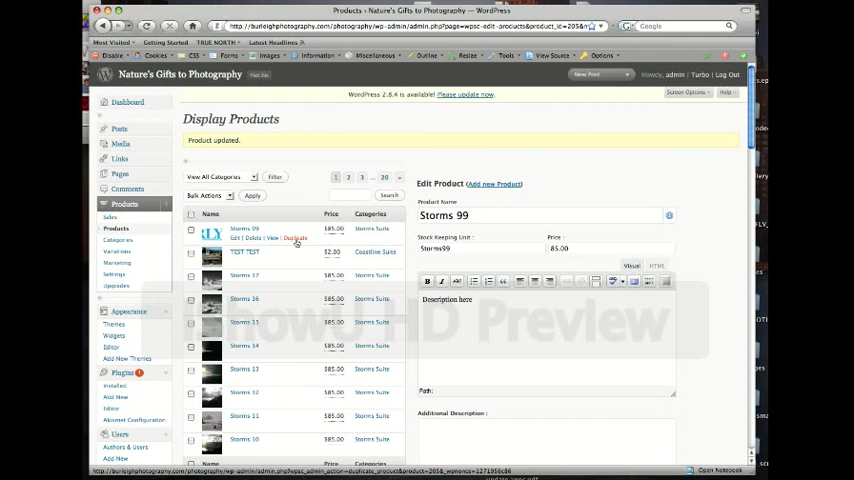 Products ‹ Nature's Gifts to Photography — WordPress
http://burleighphotography.com/photography/wp-admin/admin.php?page=wpsc-edit-products&product_id=205&n
Google
Most Visited Getting Started TRUE NORTH Latest Headlines
Disable Cookies CSS Forms Images Information Miscellaneous Outline Resize Tools View Source Options
Nature's Gifts to Photography Visit Site New Post Howdy, admin | Turbo | Log Out
WordPress 2.8.4 is available! Please update now.
Screen Options Help
Dashboard
Posts
Media
Links
Pages
Comments
Products
Sales
Products
Categories
Variations
Marketing
Settings
Upgrades
Appearance
Themes
Widgets
Editor
Add New Themes
Plugins 1
Installed
Add New
Editor
Akismet Configuration
Users
Authors & Users
Add New
Display Products
Product updated.
View All Categories Filter 1 2 3 ... 20 »
Bulk Actions Apply Search
Name Price Categories
RLY Storms 99 $85.00 Storms Suite
Edit | Delete | View | Duplicate
TEST TEST $2.00 Coastline Suite
Storms 17 $85.00 Storms Suite
Storms 16 $85.00 Storms Suite
Storms 15 $85.00 Storms Suite
Storms 14 $85.00 Storms Suite
Storms 13 $85.00 Storms Suite
Storms 12 $85.00 Storms Suite
Storms 11 $85.00 Storms Suite
Storms 10 $85.00 Storms Suite
Name Price Categories
Edit Product (Add new Product)
Product Name
Storms 99
Stock Keeping Unit : Price :
Storms99 85.00
Visual HTML
B I ABC
Description here
Path:
Additional Description :
iShowU HD Preview
Open Notebook